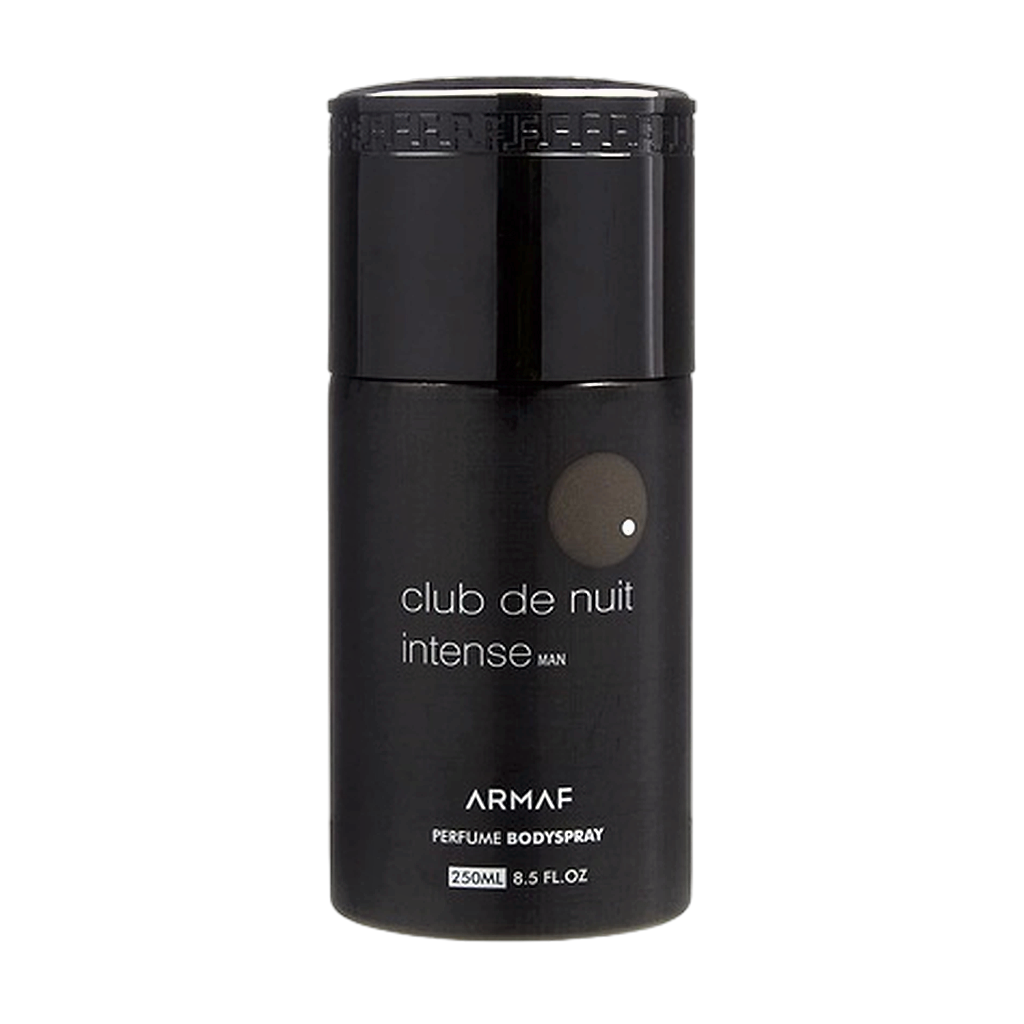 club de nuit
intense MAN
ARMAF
PERFUME BODYSPRAY
250ML 8.5 FL.OZ